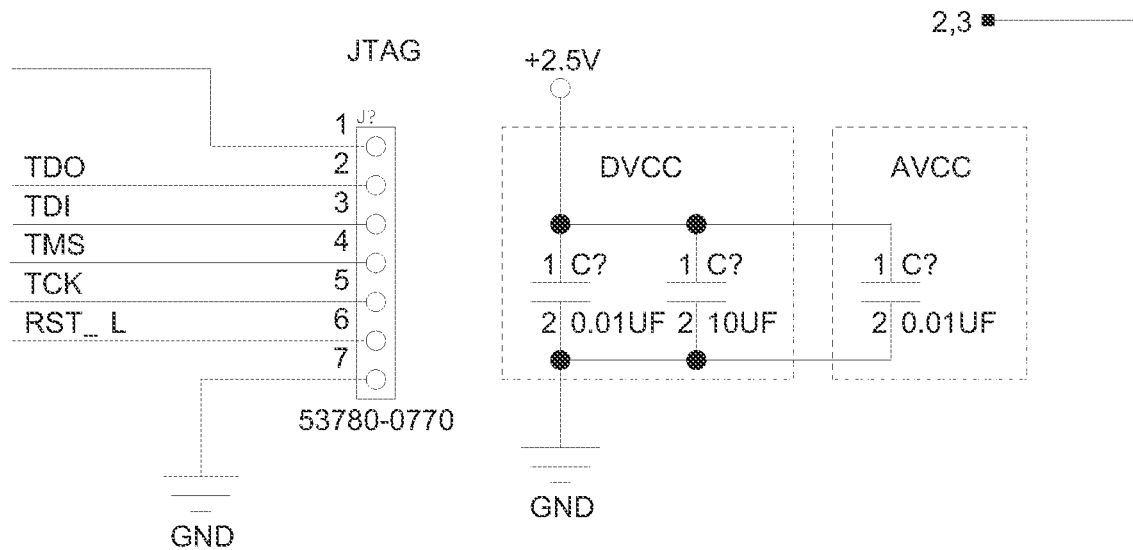 2,3
JTAG
+2.5V
J?
1
TDO 2
TDI 3
TMS 4
TCK 5
RST_ L 6
7
53780-0770
GND
DVCC
AVCC
1 C? 1 C? 1 C?
2 0.01UF 2 10UF 2 0.01UF
GND